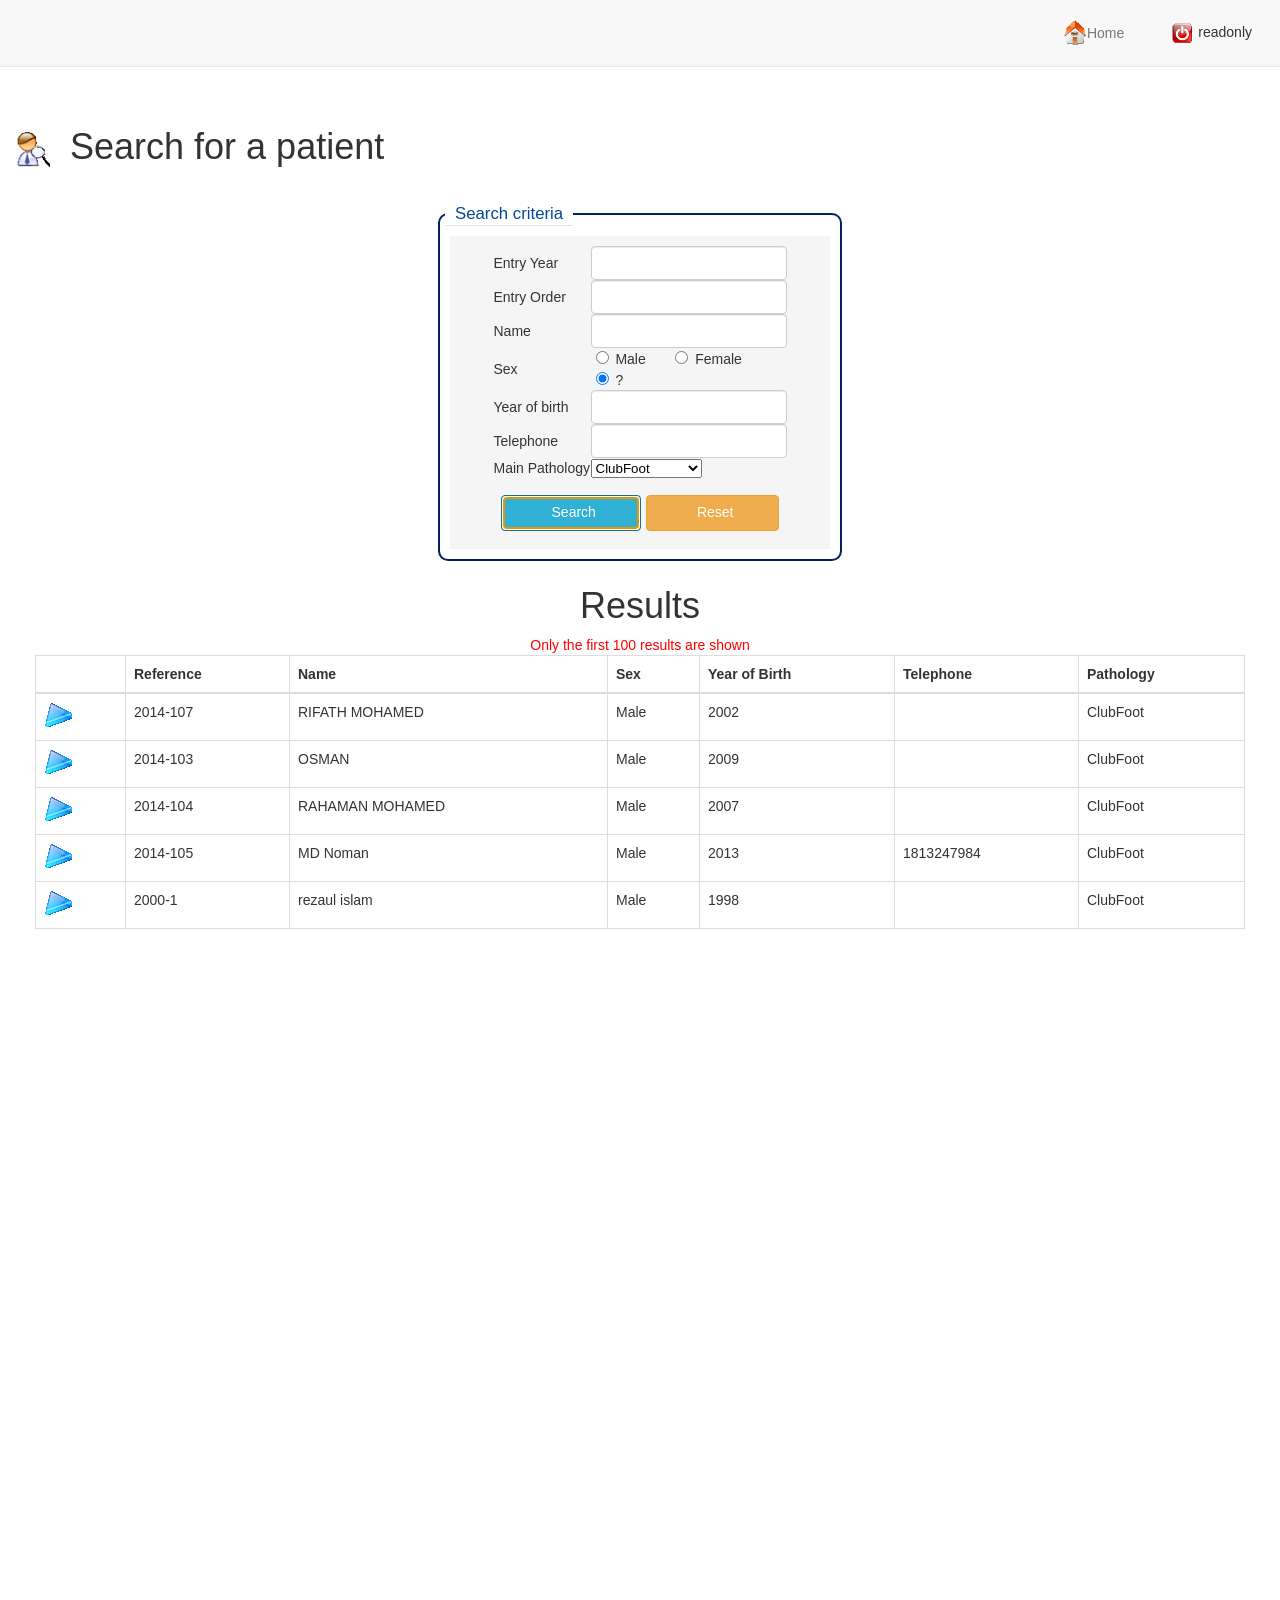 Home readonly
Search for a patient
Search criteria
Entry Year
Entry Order
Name
Sex Male Female
?
Year of birth
Telephone
Main Pathology ClubFoot
Search Reset
Results
Only the first 100 results are shown
Reference Name Sex Year of Birth Telephone Pathology
2014-107 RIFATH MOHAMED Male 2002 ClubFoot
2014-103 OSMAN Male 2009 ClubFoot
2014-104 RAHAMAN MOHAMED Male 2007 ClubFoot
2014-105 MD Noman Male 2013 1813247984 ClubFoot
2000-1 rezaul islam Male 1998 ClubFoot